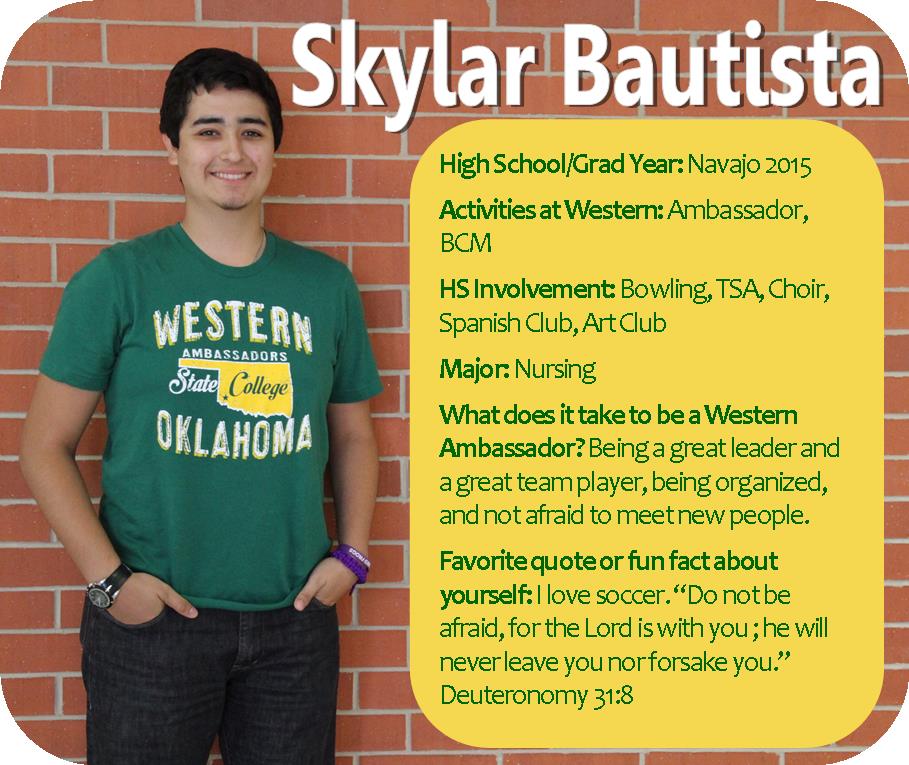 Skylar Bautista
High School/Grad Year: Navajo 2015
Activities at Western: Ambassador,
BCM
HS Involvement: Bowling, TSA, Choir,
Spanish Club, Art Club
Major: Nursing
What does it take to be a Western
Ambassador? Being a great leader and
a great team player, being organized,
and not afraid to meet new people.
Favorite quote or fun fact about
yourself: I love soccer. “Do not be
afraid, for the Lord is with you ; he will
never leave you nor forsake you.”
Deuteronomy 31:8
WESTERN
AMBASSADORS
State College
OKLAHOMA